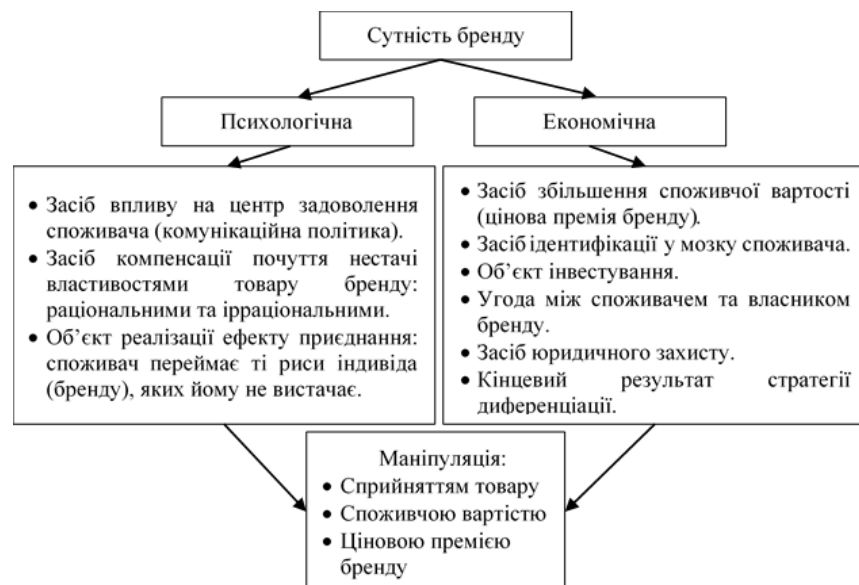 Сутність бренду
Психологічна
Економічна
• Засіб впливу на центр задоволення
споживача (комунікаційна політика).
• Засіб компенсації почуття нестачі
властивостями товару бренду:
раціональними та ірраціональними.
• Об’єкт реалізації ефекту приєднання:
споживач переймає ті риси індивіда
(бренду), яких йому не вистачає.
• Засіб збільшення споживчої вартості
(цінова премія бренду).
• Засіб ідентифікації у мозку споживача.
• Об’єкт інвестування.
• Угода між споживачем та власником
бренду.
• Засіб юридичного захисту.
• Кінцевий результат стратегії
диференціації.
Маніпуляція:
• Сприйняттям товару
• Споживчою вартістю
• Ціновою премією
бренду